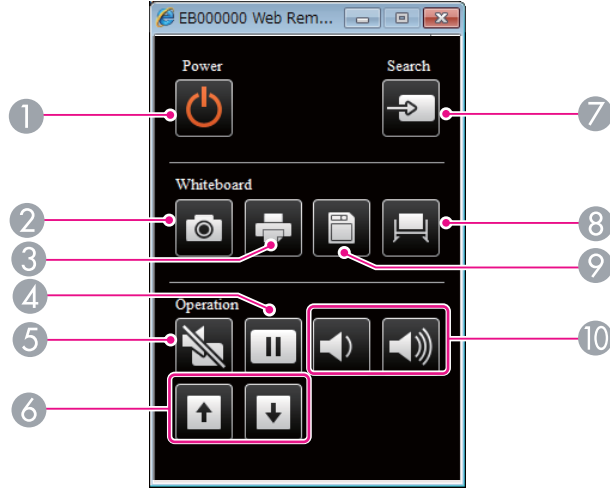 EB000000 Web Rem...
Power
Search
1
7
Whiteboard
2
8
3
9
4
Operation
5
10
6